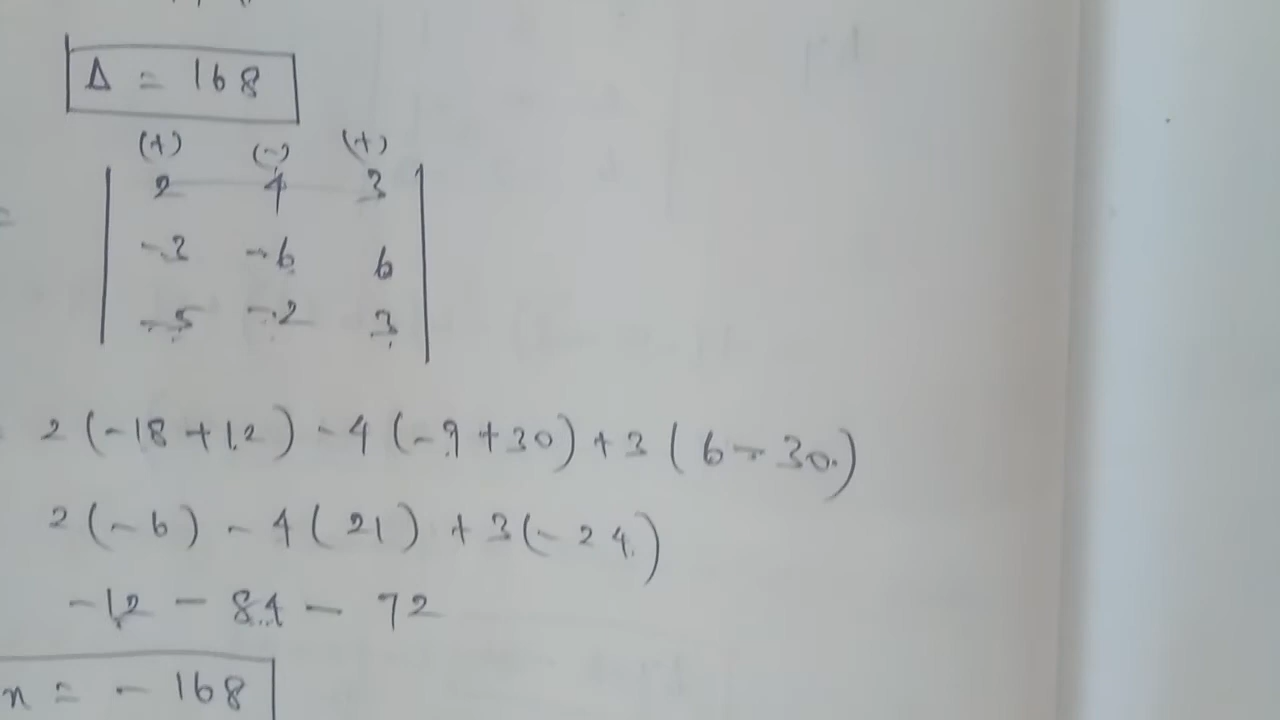 Δ = 168
(+) (-) (+)
= | 2 4 3 |
| -3 -6 6 |
| -5 -2 3 |
2 (-18 + 12) - 4 (-9 + 30) + 3 ( 6 - 30 )
2 (-6) - 4 ( 21 ) + 3 (- 24 )
-12 - 84 - 72
x = - 168